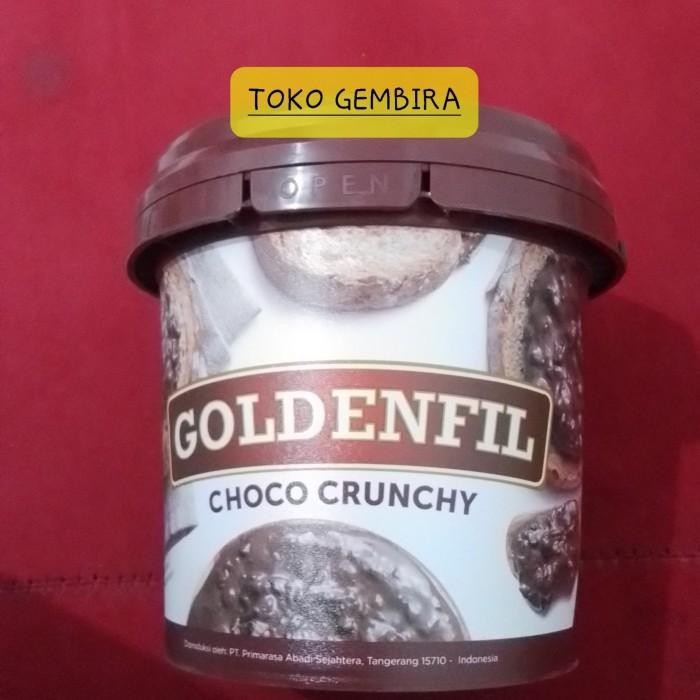 TOKO GEMBIRA
OPEN
GOLDENFIL
CHOCO CRUNCHY
Diproduksi oleh: PT. Primarasa Abadi Sejahtera, Tangerang 15710 - Indonesia